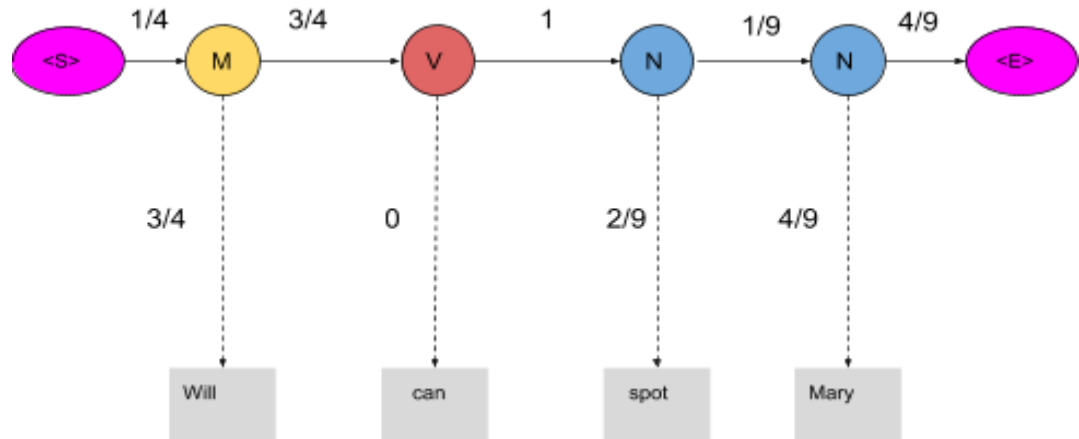 1/4 3/4 1 1/9 4/9
<S> M V N N <E>
3/4 0 2/9 4/9
Will can spot Mary